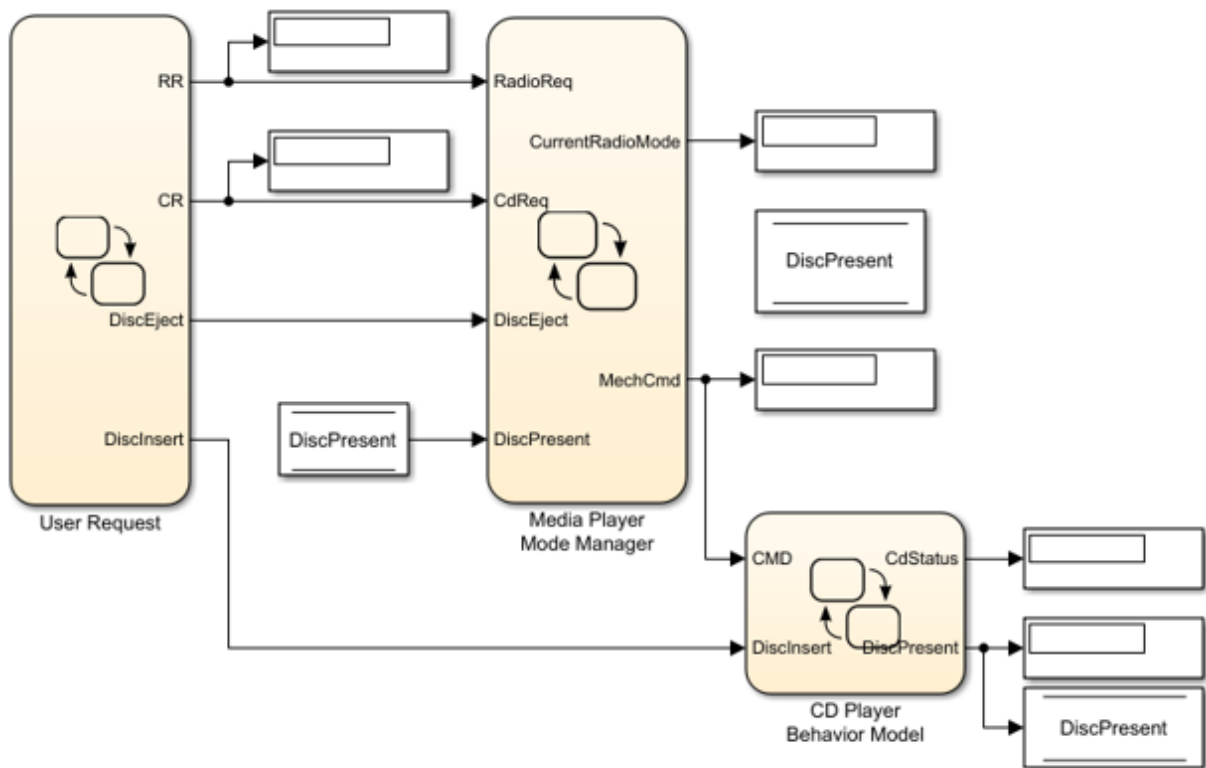 RR
RadioReq
CurrentRadioMode
CR
CdReq
DiscPresent
DiscEject
DiscEject
MechCmd
DiscInsert
DiscPresent
DiscPresent
User Request
Media Player
Mode Manager
CMD
CdStatus
DiscInsert
DiscPresent
CD Player
Behavior Model
DiscPresent